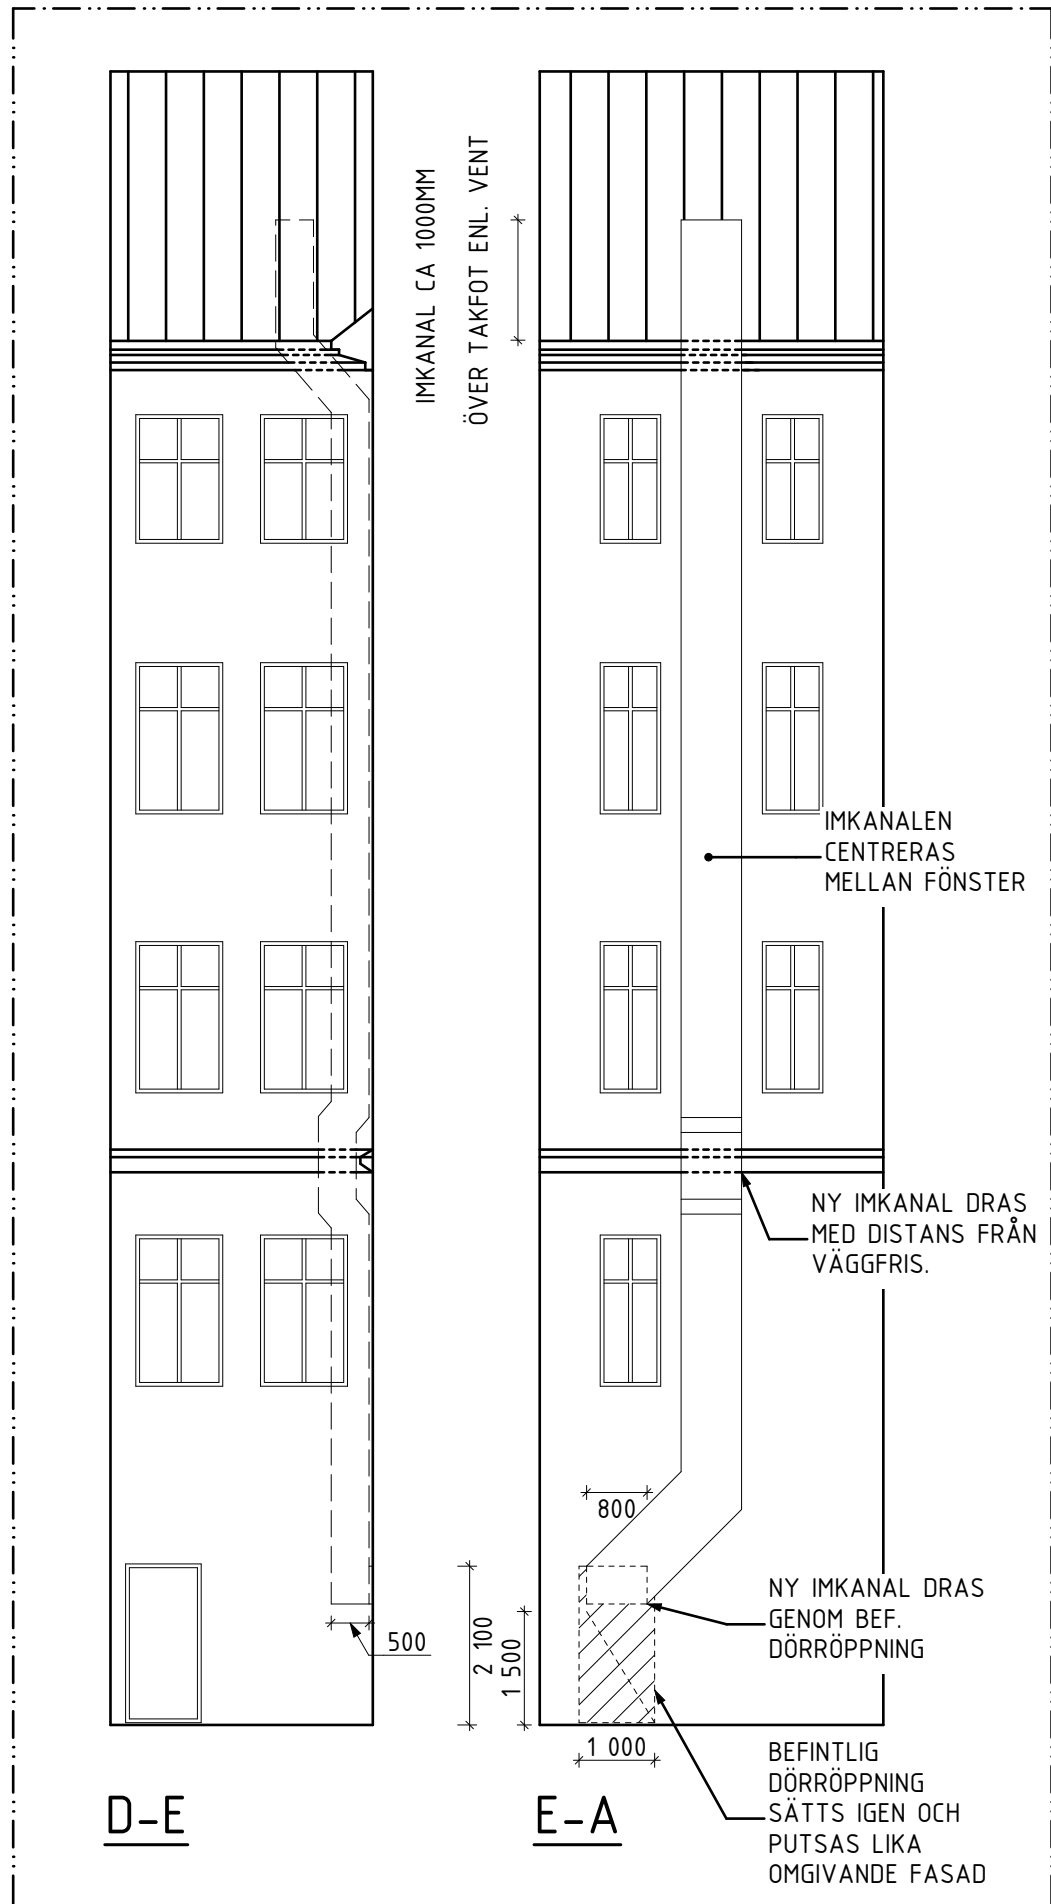 IMKANAL CA 1000MM
ÖVER TAKFOT ENL. VENT
IMKANALEN
CENTRERAS
MELLAN FÖNSTER
NY IMKANAL DRAS
MED DISTANS FRÅN
VÄGGFRIS.
800
NY IMKANAL DRAS
GENOM BEF.
DÖRRÖPPNING
500
2 100
1 500
1 000
BEFINTLIG
DÖRRÖPPNING
SÄTTS IGEN OCH
PUTSAS LIKA
OMGIVANDE FASAD
D-E
E-A